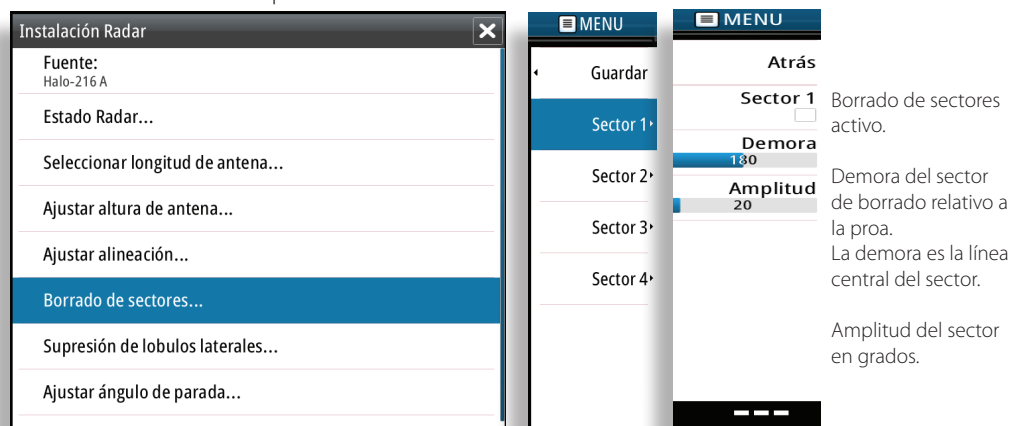 Instalación Radar
Fuente:
Halo-216 A
Estado Radar...
Seleccionar longitud de antena...
Ajustar altura de antena...
Ajustar alineación...
Borrado de sectores...
Supresión de lobulos laterales...
Ajustar ángulo de parada...
MENU
Guardar
Sector 1
Sector 2
Sector 3
Sector 4
MENU
Atrás
Sector 1
Demora
180
Amplitud
20
Borrado de sectores
activo.
Demora del sector
de borrado relativo a
la proa.
La demora es la línea
central del sector.
Amplitud del sector
en grados.